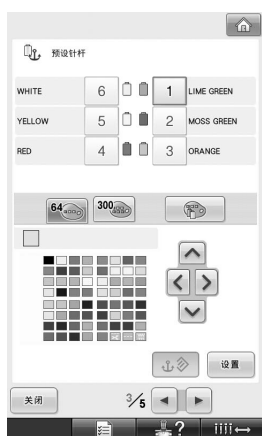 预设针杆
WHITE 6 1 LIME GREEN
YELLOW 5 2 MOSS GREEN
RED 4 3 ORANGE
64 300
设置
关闭 3/5
?